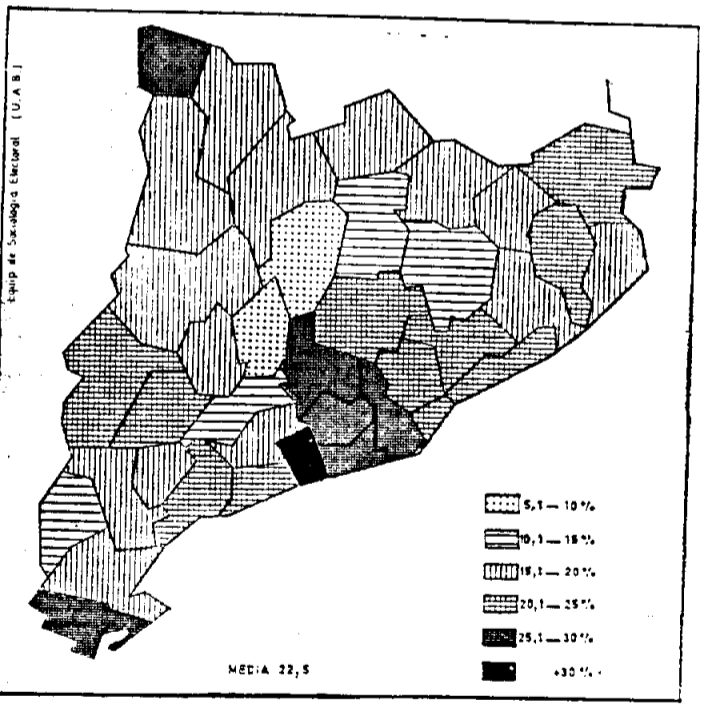 Equip de Sociologia Electoral (U.A.B.)
5,1 — 10 %
10,1 — 15 %
15,1 — 20 %
20,1 — 25 %
25,1 — 30 %
+30 %
MEDIA 22,5